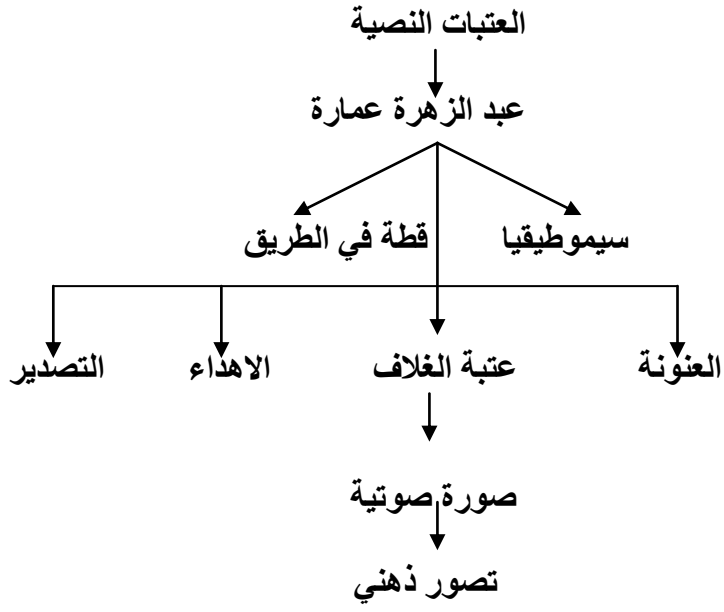 العتبات النصية
عبد الزهرة عمارة
سيموطيقيا
قطة في الطريق
العنونة
عتبة الغلاف
الاهداء
التصدير
صورة صوتية
تصور ذهني